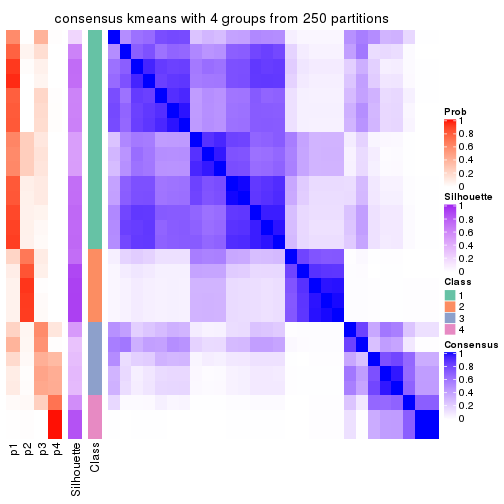 consensus kmeans with 4 groups from 250 partitions
Prob
1
0.8
0.6
0.4
0.2
0
Silhouette
1
0.8
0.6
0.4
0.2
0
Class
1
2
3
4
Consensus
1
0.8
0.6
0.4
0.2
0
p1
p2
p3
p4
Silhouette
Class